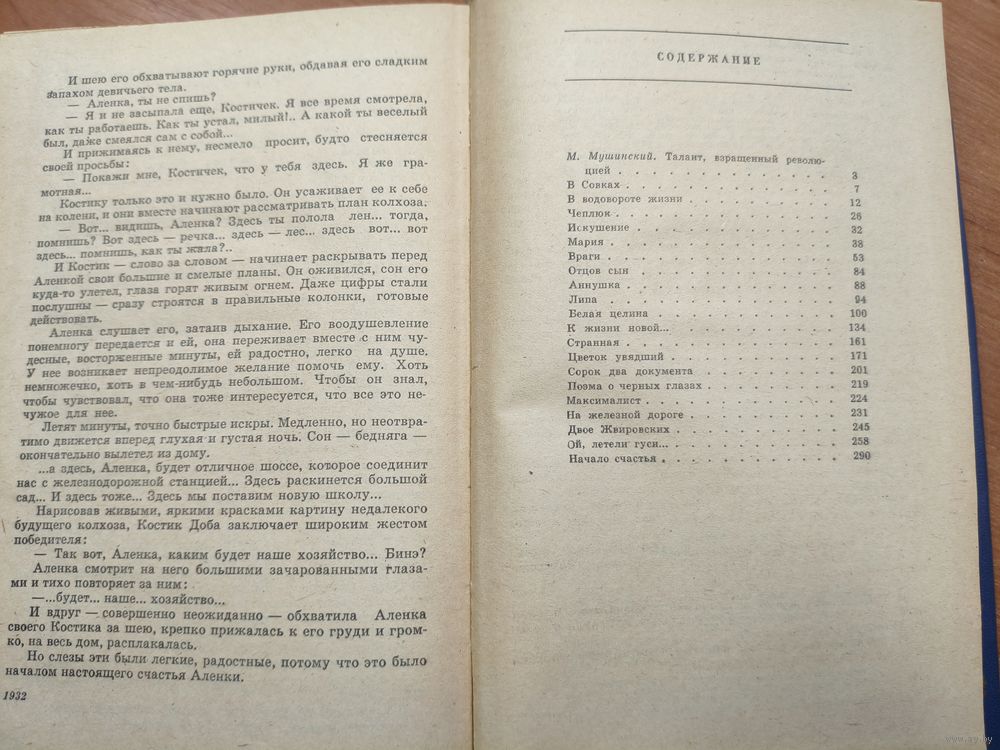 И шею его обхватывают горячие руки, обдавая его сладким
запахом девичьего тела.
— Аленка, ты не спишь?
— Я и не засыпала еще, Костичек. Я все время смотрела,
как ты работаешь. Как ты устал, милый!.. А какой ты веселый
был, даже смеялся сам с собой...
И прижимаясь к нему, несмело просит, будто стесняется
своей просьбы:
— Покажи мне, Костичек, что у тебя здесь. Я же гра-
мотная...
Костику только это и нужно было. Он усаживает ее к себе
на колени, и они вместе начинают рассматривать план колхоза.
— Вот... видишь, Аленка? Здесь ты полола лен... тогда,
помнишь? Вот здесь — речка... здесь — лес... здесь вот... вот
здесь... помнишь, как ты жала?..
И Костик — слово за словом — начинает раскрывать перед
Аленкой свои большие и смелые планы. Он оживился, сон его
куда-то улетел, глаза горят живым огнем. Даже цифры стали
послушны — сразу строятся в правильные колонки, готовые
действовать.
Аленка слушает его, затаив дыхание. Его воодушевление
понемногу передается и ей, она переживает вместе с ним чу-
десные, восторженные минуты, ей радостно, легко на душе.
У нее возникает непреодолимое желание помочь ему. Хоть
немножечко, хоть в чем-нибудь небольшом. Чтобы он знал,
чтобы чувствовал, что она тоже интересуется, что все это не-
чужое для нее.
Летят минуты, точно быстрые искры. Медленно, но неотвра-
тимо движется вперед глухая и густая ночь. Сон — бедняга —
окончательно вылетел из дому.
...а здесь, Аленка, будет отличное шоссе, которое соединит
нас с железнодорожной станцией... Здесь раскинется большой
сад... И здесь тоже... Здесь мы поставим новую школу...
Нарисовав живыми, яркими красками картину недалекого
будущего колхоза, Костик Доба заключает широким жестом
победителя:
— Так вот, Аленка, каким будет наше хозяйство... Бинэ?
Аленка смотрит на него большими зачарованными глаза-
ми и тихо повторяет за ним:
—...будет... наше... хозяйство...
И вдруг — совершенно неожиданно — обхватила Аленка
своего Костика за шею, крепко прижалась к его груди и гром-
ко, на весь дом, расплакалась.
Но слезы эти были легкие, радостные, потому что это было
началом настоящего счастья Аленки.
1932
СОДЕРЖАНИЕ
М. Мушинский. Талант, взращенный револю-
цией . . . . . . . . . . . . . . 3
В Совках . . . . . . . . . . . . . . 7
В водовороте жизни . . . . . . . . . . 12
Чеплюк . . . . . . . . . . . . . . 26
Искушение . . . . . . . . . . . . . 32
Мария . . . . . . . . . . . . . . 38
Враги . . . . . . . . . . . . . . 53
Отцов сын . . . . . . . . . . . . . 84
Аннушка . . . . . . . . . . . . . 88
Липа . . . . . . . . . . . . . . 94
Белая целина . . . . . . . . . . . . 100
К жизни новой... . . . . . . . . . . . 134
Странная . . . . . . . . . . . . . 161
Цветок увядший . . . . . . . . . . . 171
Сорок два документа . . . . . . . . . 201
Поэма о черных глазах . . . . . . . . 219
Максималист . . . . . . . . . . . . 224
На железной дороге . . . . . . . . . . 231
Двое Жвировских . . . . . . . . . . 245
Ой, летели гуси... . . . . . . . . . . 258
Начало счастья . . . . . . . . . . . 290
www.ay.by